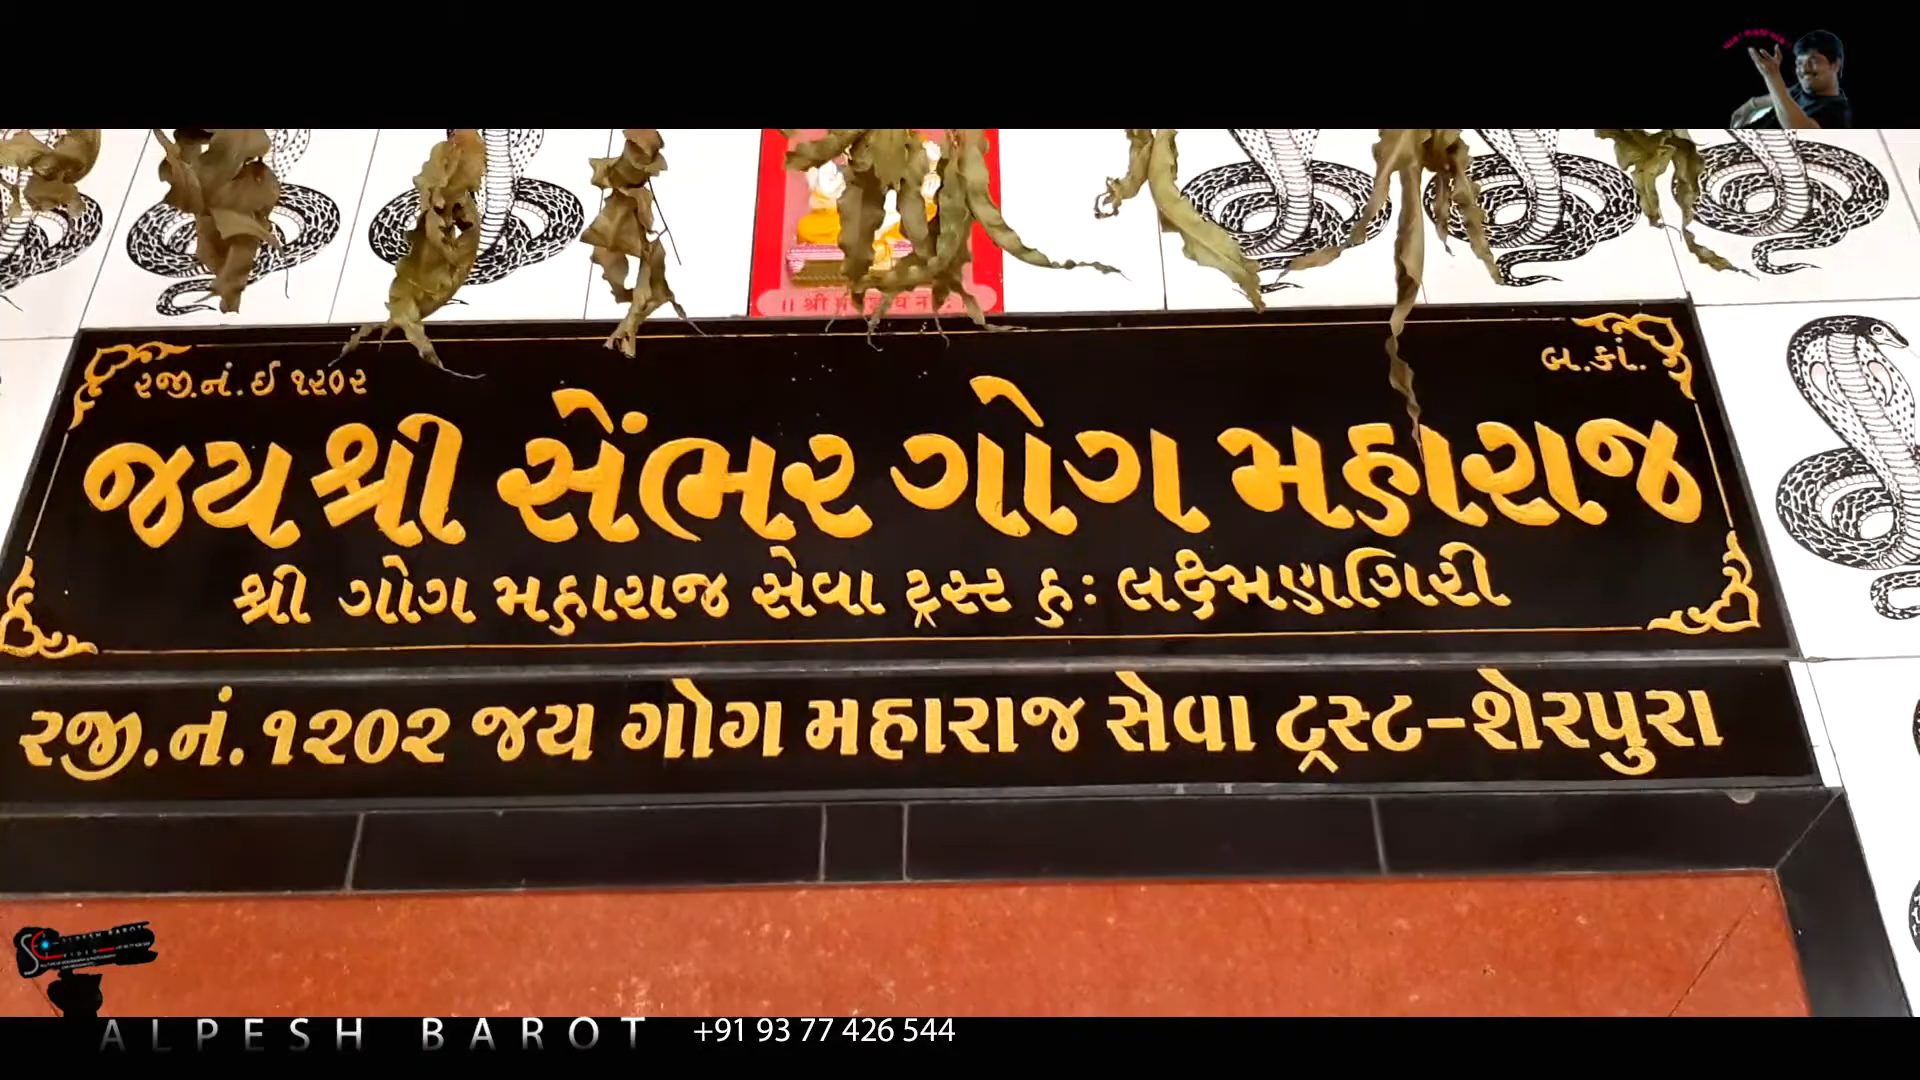 રજી.નં.ઈ ૧૨૦૨
બ.કાં.
જય શ્રી સેંભર ગોગ મહારાજ
શ્રી ગોગ મહારાજ સેવા ટ્રસ્ટ હ: લક્ષ્મણગિરી
રજી.નં.૧૨૦૨ જય ગોગ મહારાજ સેવા ટ્રસ્ટ-શેરપુરા
ALPESH BAROT +91 93 77 426 544